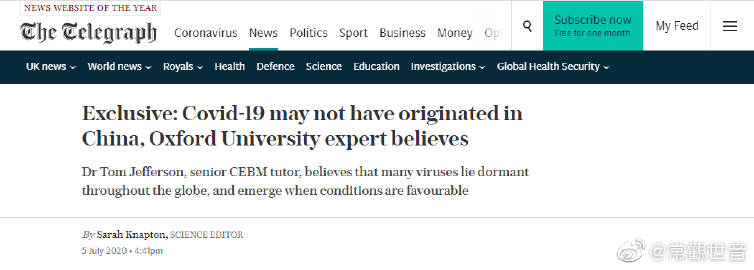 NEWS WEBSITE OF THE YEAR
The Telegraph
Coronavirus News Politics Sport Business Money Op
Subscribe now
Free for one month
My Feed
UK news World news Royals Health Defence Science Education Investigations Global Health Security
Exclusive: Covid-19 may not have originated in
China, Oxford University expert believes
Dr Tom Jefferson, senior CEBM tutor, believes that many viruses lie dormant
throughout the globe, and emerge when conditions are favourable
By Sarah Knapton, SCIENCE EDITOR
5 July 2020 • 4:41pm
@常觀世音